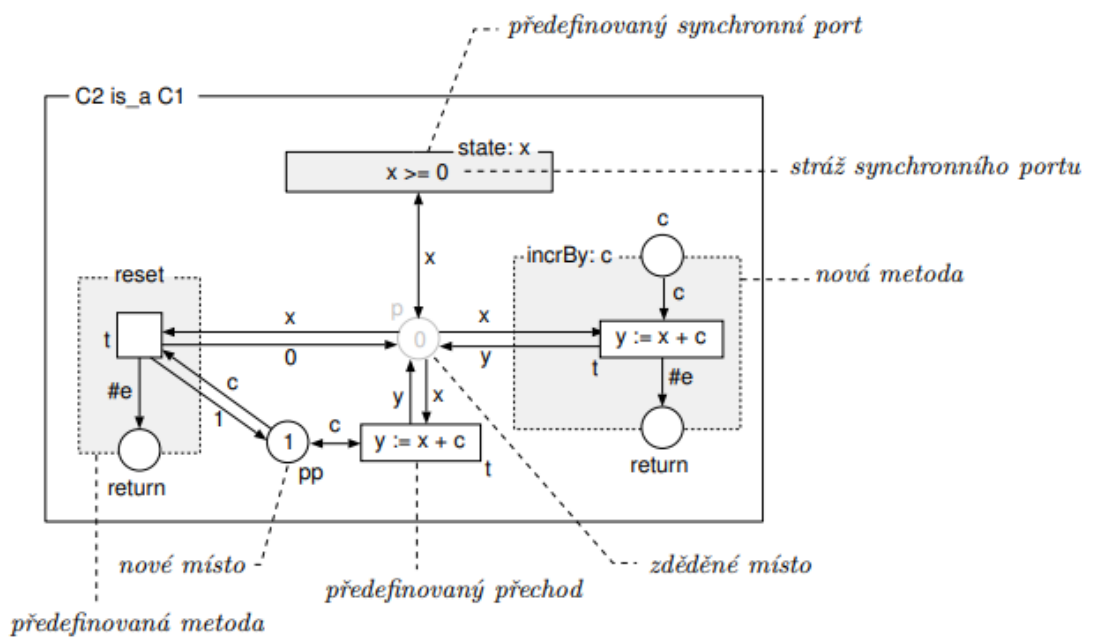 předefinovaný synchronní port
C2 is_a C1
state: x
x >= 0
stráž synchronního portu
c
x
incrBy: c
nová metoda
reset
c
p
x
x
t
0
y := x + c
0
y
t
#e
c
y
x
#e
1
c
1
y := x + c
pp
t
return
return
nové místo
zděděné místo
předefinovaný přechod
předefinovaná metoda